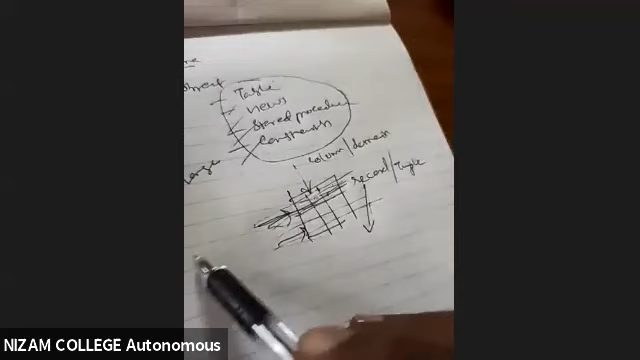 Table
views
stored procedure
constraints
column/domain
record/Tuple
NIZAM COLLEGE Autonomous